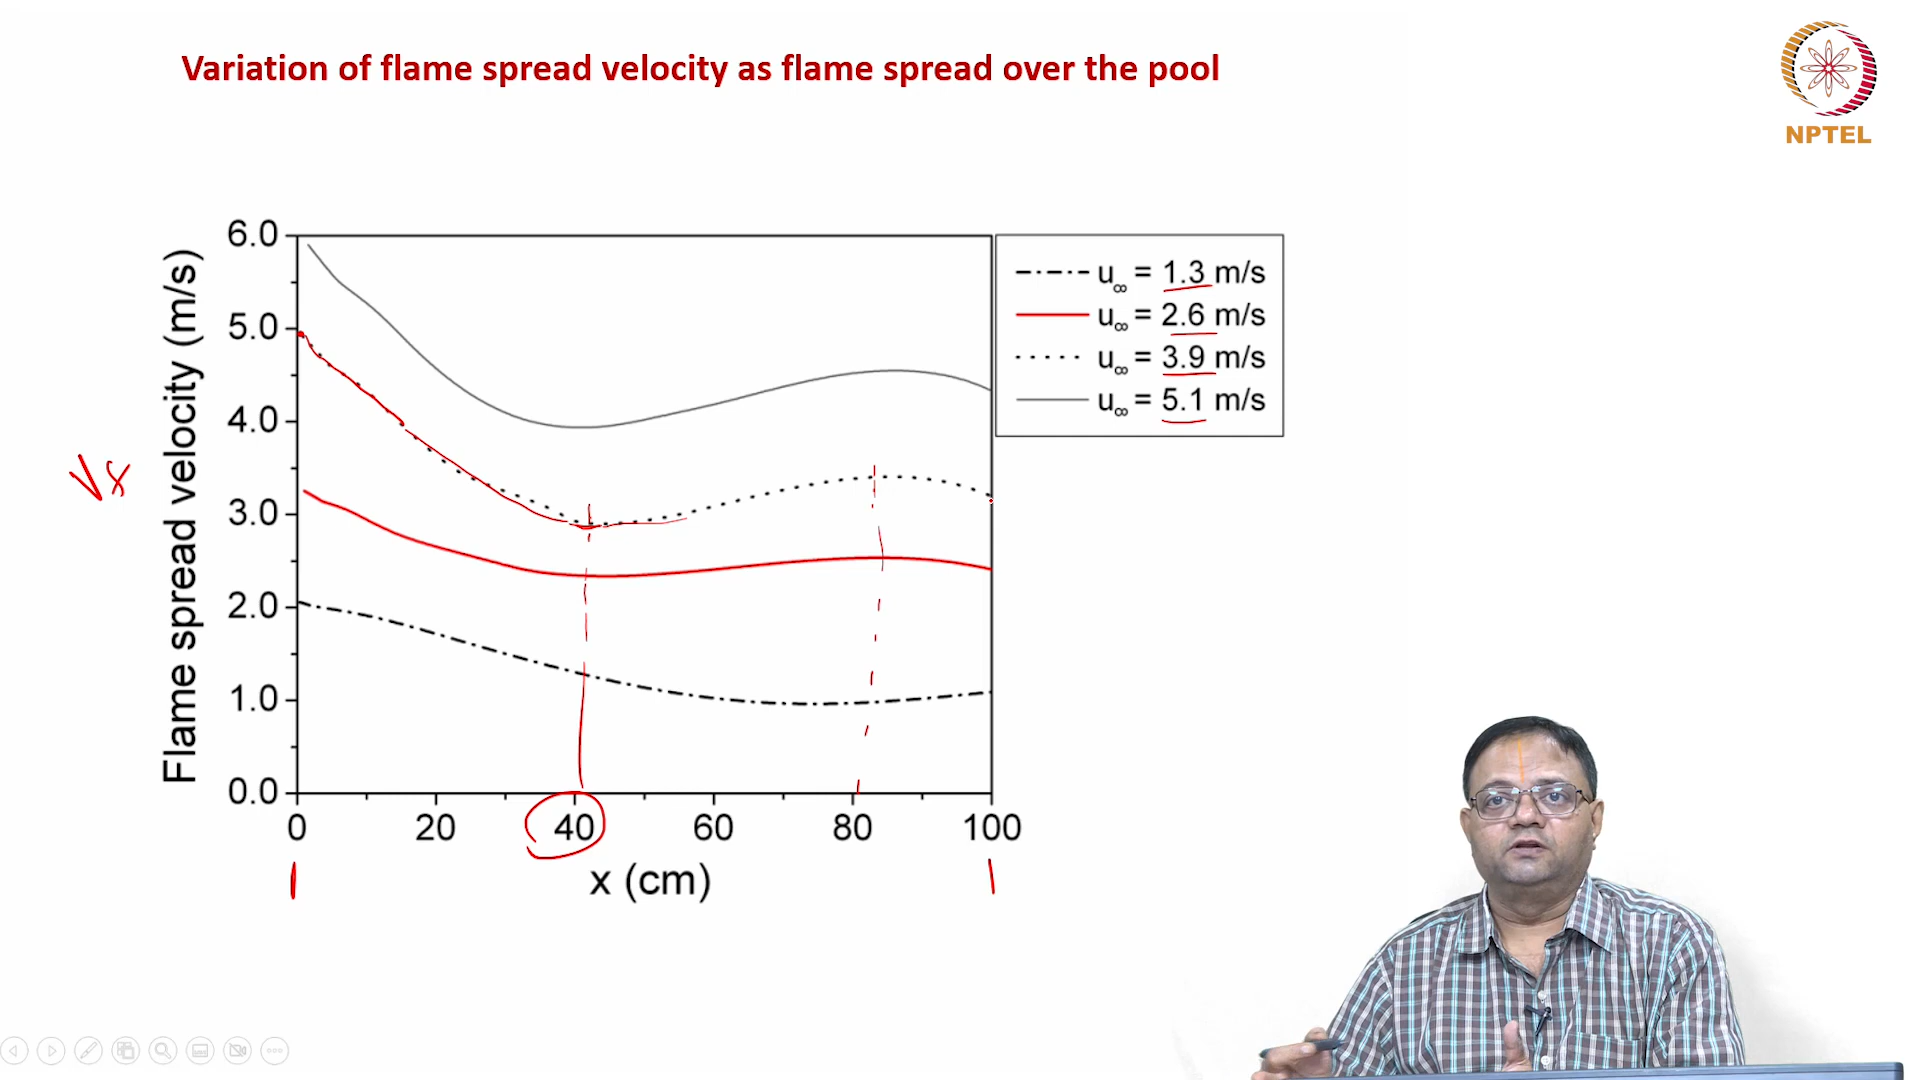 Variation of flame spread velocity as flame spread over the pool
NPTEL
Flame spread velocity (m/s)
6.0
5.0
4.0
3.0
2.0
1.0
0.0
0 20 40 60 80 100
x (cm)
u∞ = 1.3 m/s
u∞ = 2.6 m/s
u∞ = 3.9 m/s
u∞ = 5.1 m/s